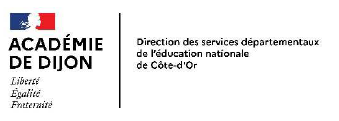 ACADÉMIE
DE DIJON
Liberté
Égalité
Fraternité
Direction des services départementaux
de l'éducation nationale
de Côte-d'Or